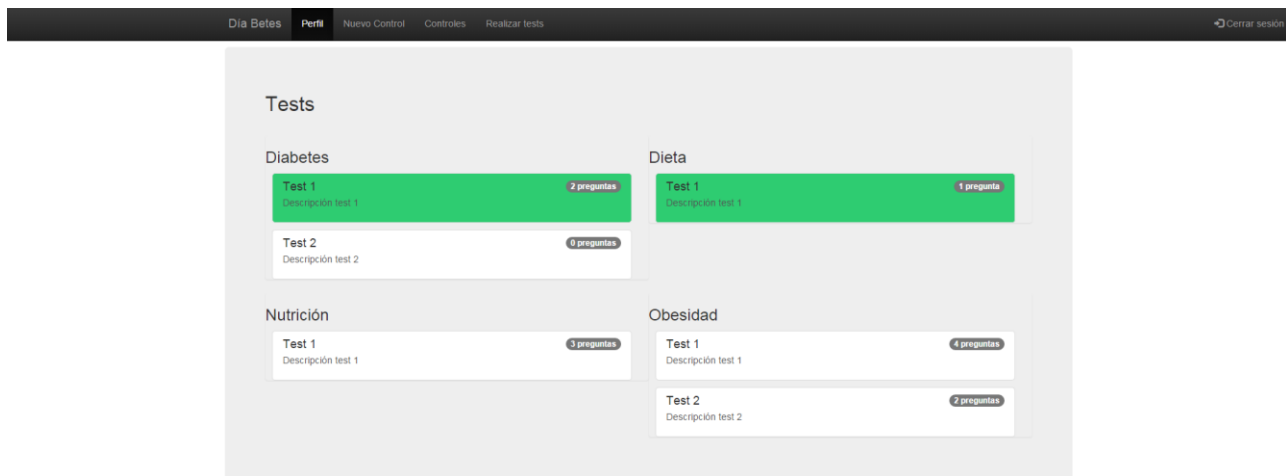 Día Betes Perfil Nuevo Control Controles Realizar tests Cerrar sesión
Tests
Diabetes
Test 1 2 preguntas
Descripción test 1
Test 2 0 preguntas
Descripción test 2
Dieta
Test 1 1 pregunta
Descripción test 1
Nutrición
Test 1 3 preguntas
Descripción test 1
Obesidad
Test 1 4 preguntas
Descripción test 1
Test 2 2 preguntas
Descripción test 2